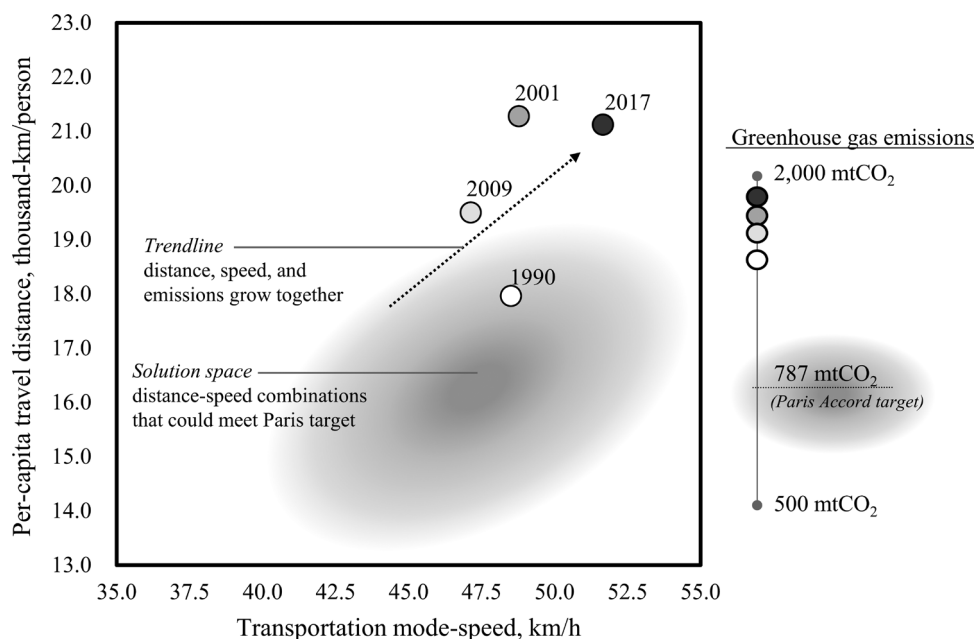 Per-capita travel distance, thousand-km/person
23.0
22.0
21.0
20.0
19.0
18.0
17.0
16.0
15.0
14.0
13.0
2001
2017
2009
1990
Trendline
distance, speed, and
emissions grow together
Solution space
distance-speed combinations
that could meet Paris target
35.0 37.5 40.0 42.5 45.0 47.5 50.0 52.5 55.0
Transportation mode-speed, km/h
Greenhouse gas emissions
2,000 mtCO₂
787 mtCO₂
(Paris Accord target)
500 mtCO₂